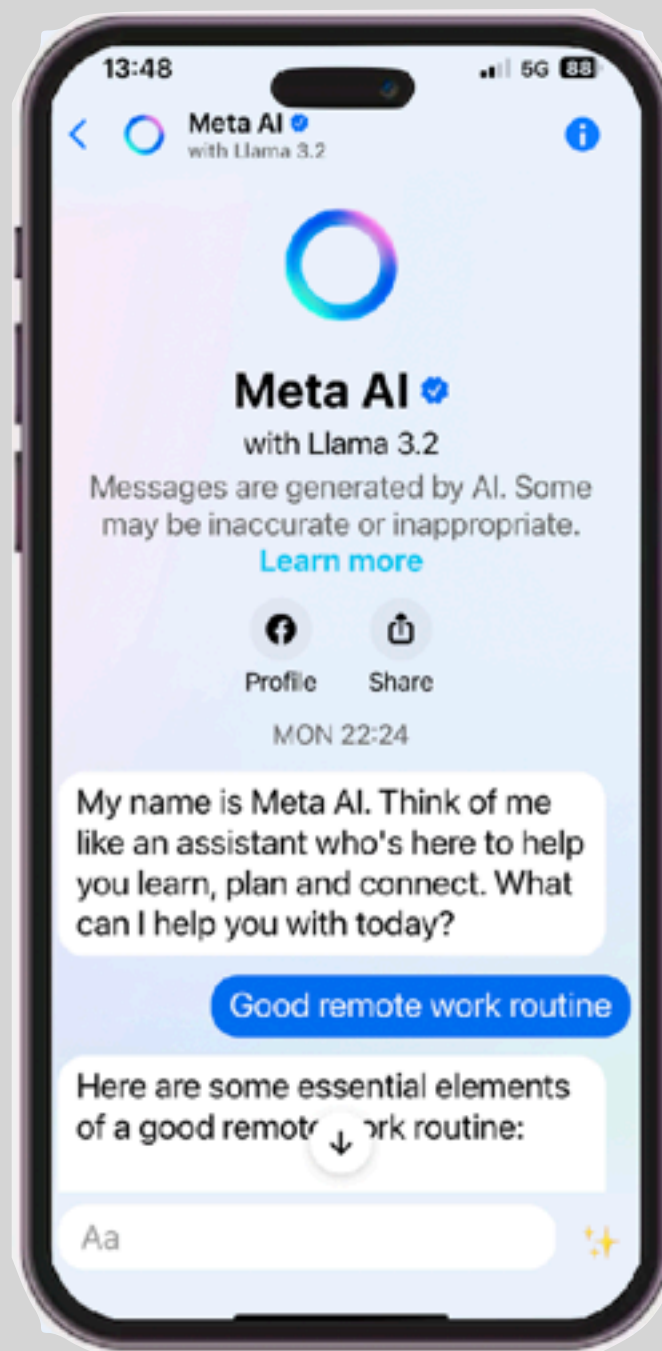 13:48
5G 88
Meta AI
with Llama 3.2
Meta AI
with Llama 3.2
Messages are generated by AI. Some
may be inaccurate or inappropriate.
Learn more
Profile Share
MON 22:24
My name is Meta AI. Think of me
like an assistant who's here to help
you learn, plan and connect. What
can I help you with today?
Good remote work routine
Here are some essential elements
of a good remote ork routine:
Aa